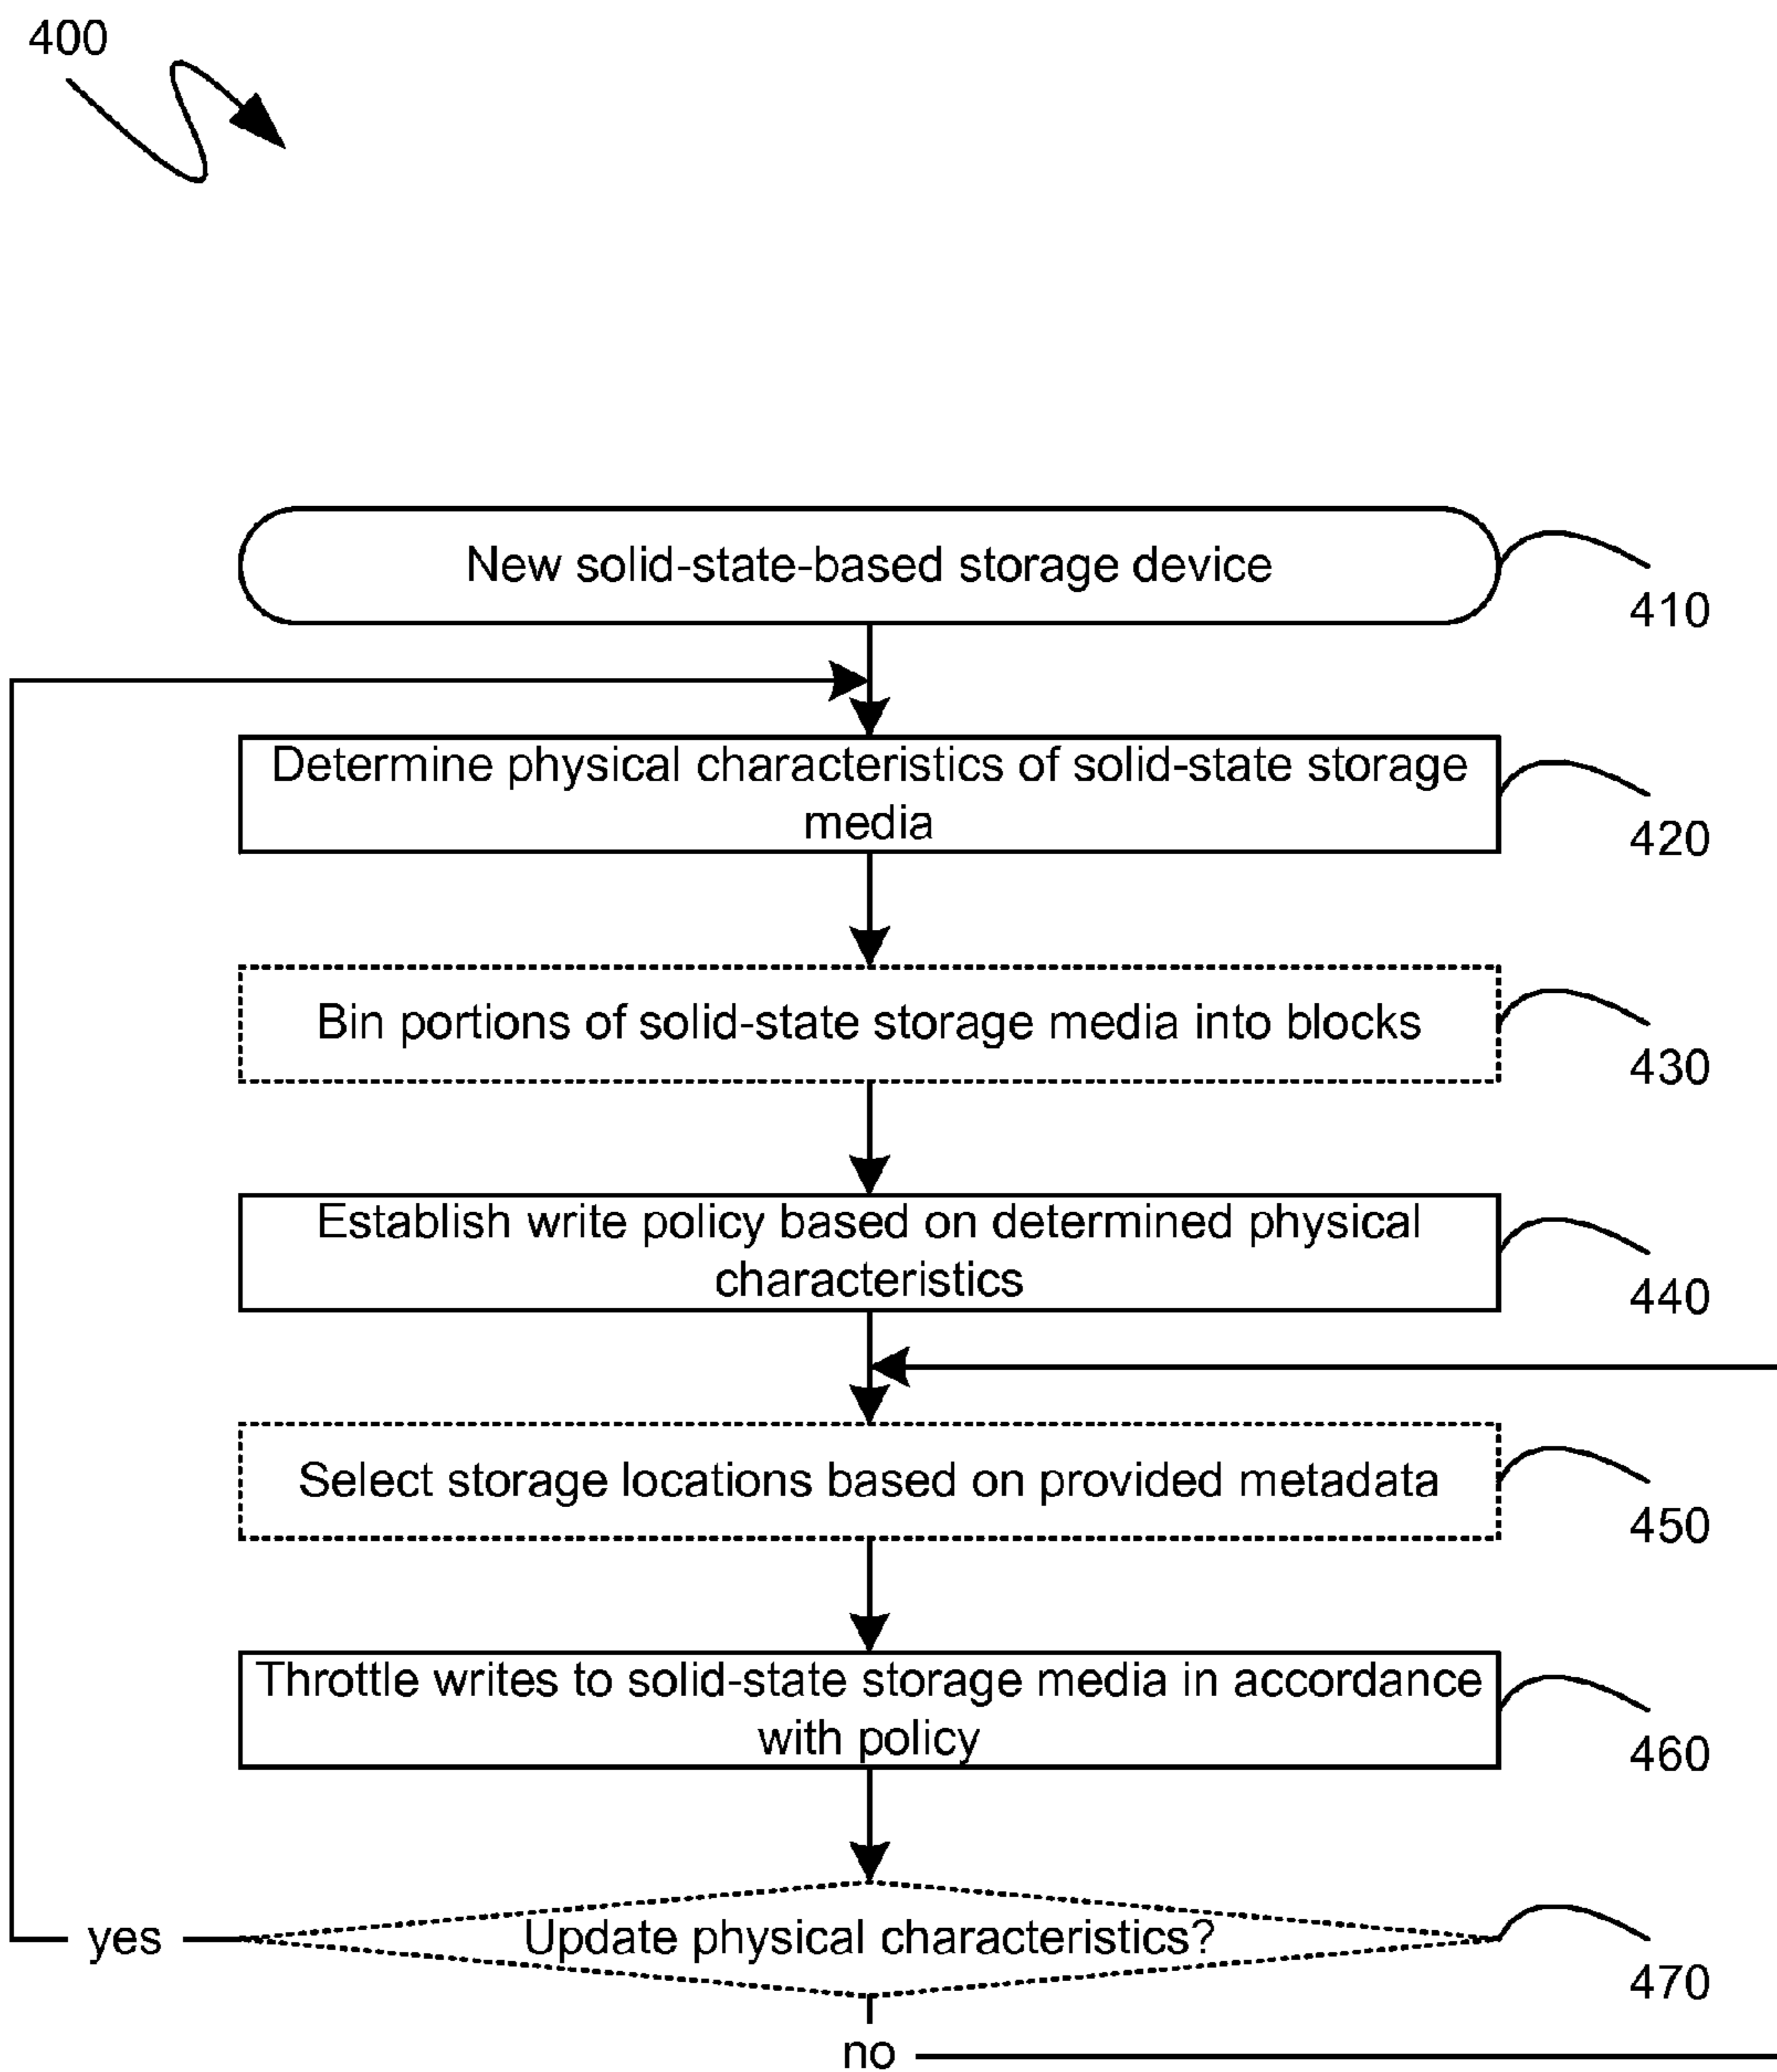 400
New solid-state-based storage device
410
Determine physical characteristics of solid-state storage
media
420
Bin portions of solid-state storage media into blocks
430
Establish write policy based on determined physical
characteristics
440
Select storage locations based on provided metadata
450
Throttle writes to solid-state storage media in accordance
with policy
460
yes
Update physical characteristics?
470
no